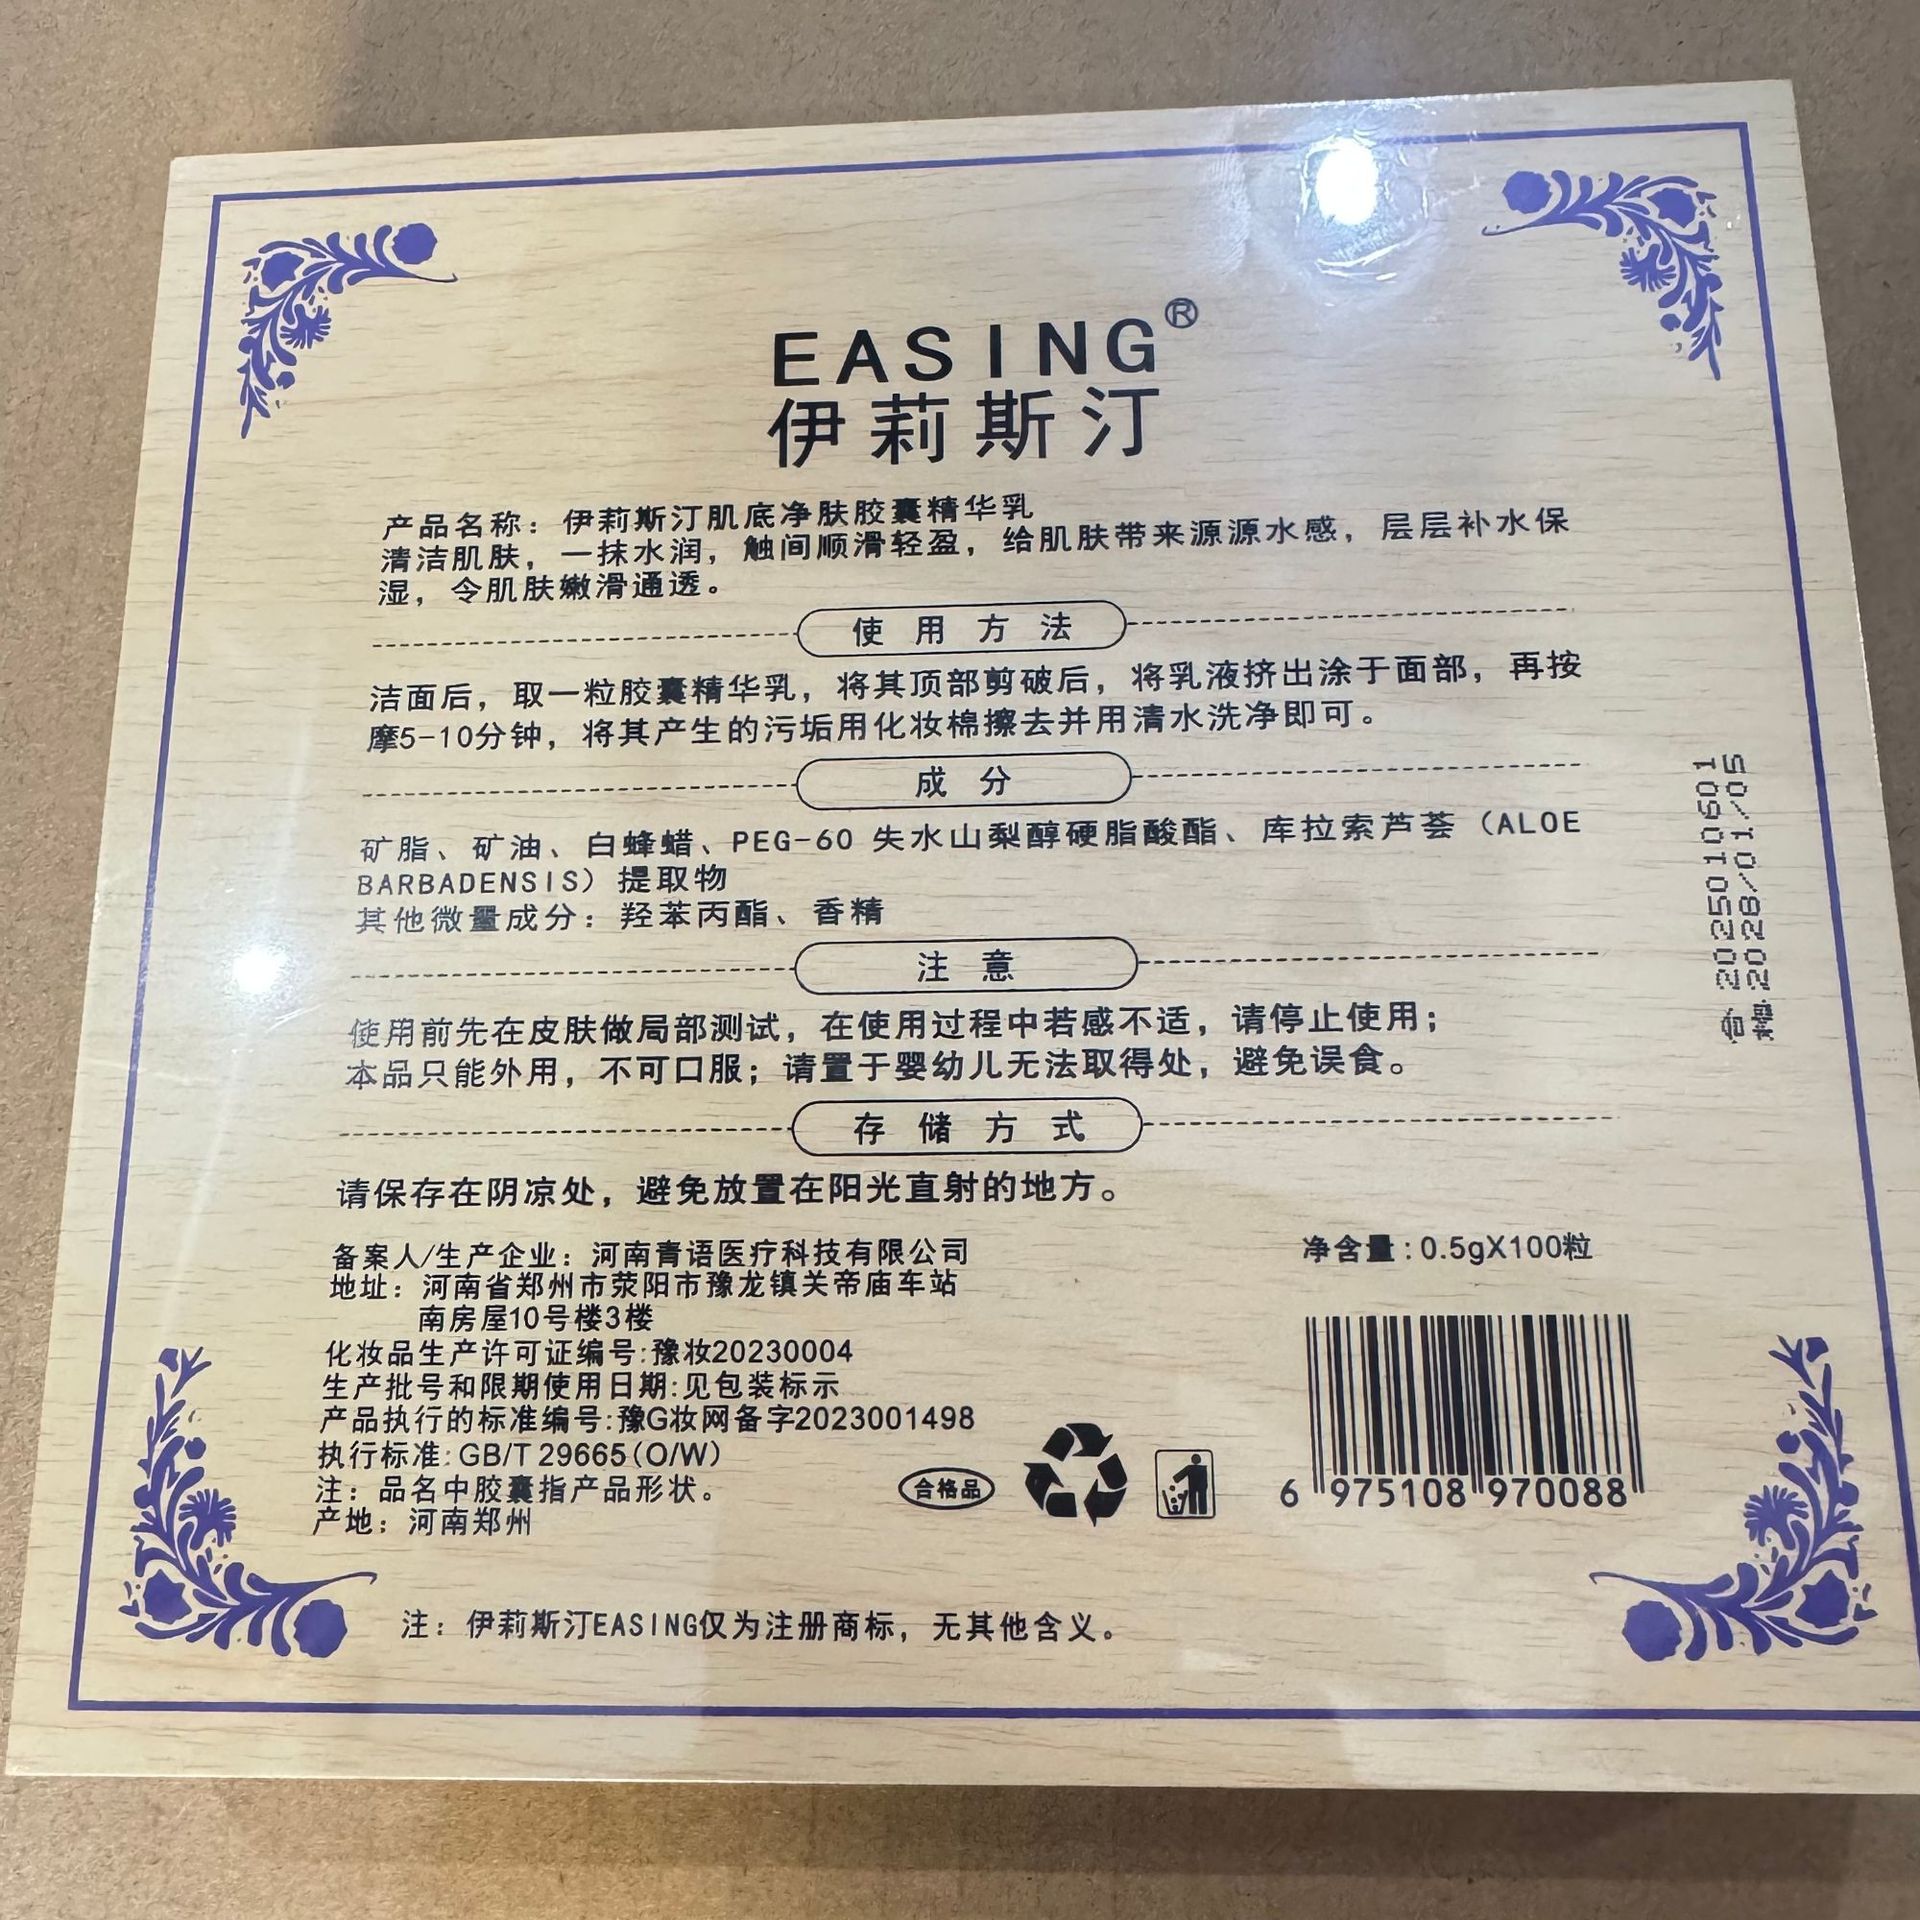 EASING®
伊莉斯汀
产品名称：伊莉斯汀肌底净肤胶囊精华乳
清洁肌肤，一抹水润，触间顺滑轻盈，给肌肤带来源源水感，层层补水保
湿，令肌肤嫩滑通透。
使用方法
洁面后，取一粒胶囊精华乳，将其顶部剪破后，将乳液挤出涂于面部，再按
摩5-10分钟，将其产生的污垢用化妆棉擦去并用清水洗净即可。
成分
矿脂、矿油、白蜂蜡、PEG-60 失水山梨醇硬脂酸酯、库拉索芦荟（ALOE
BARBADENSIS）提取物
其他微量成分：羟苯丙酯、香精
注意
使用前先在皮肤做局部测试，在使用过程中若感不适，请停止使用；
本品只能外用，不可口服；请置于婴幼儿无法取得处，避免误食。
存储方式
请保存在阴凉处，避免放置在阳光直射的地方。
备案人/生产企业：河南青语医疗科技有限公司
地址：河南省郑州市荥阳市豫龙镇关帝庙车站
南房屋10号楼3楼
化妆品生产许可证编号:豫妆20230004
生产批号和限期使用日期:见包装标示
产品执行的标准编号:豫G妆网备字2023001498
执行标准:GB/T 29665(O/W)
注：品名中胶囊指产品形状。
产地：河南郑州
合格品
净含量:0.5gX100粒
6 975108 970088
2025010601
2028/01/05
注：伊莉斯汀EASING仅为注册商标，无其他含义。